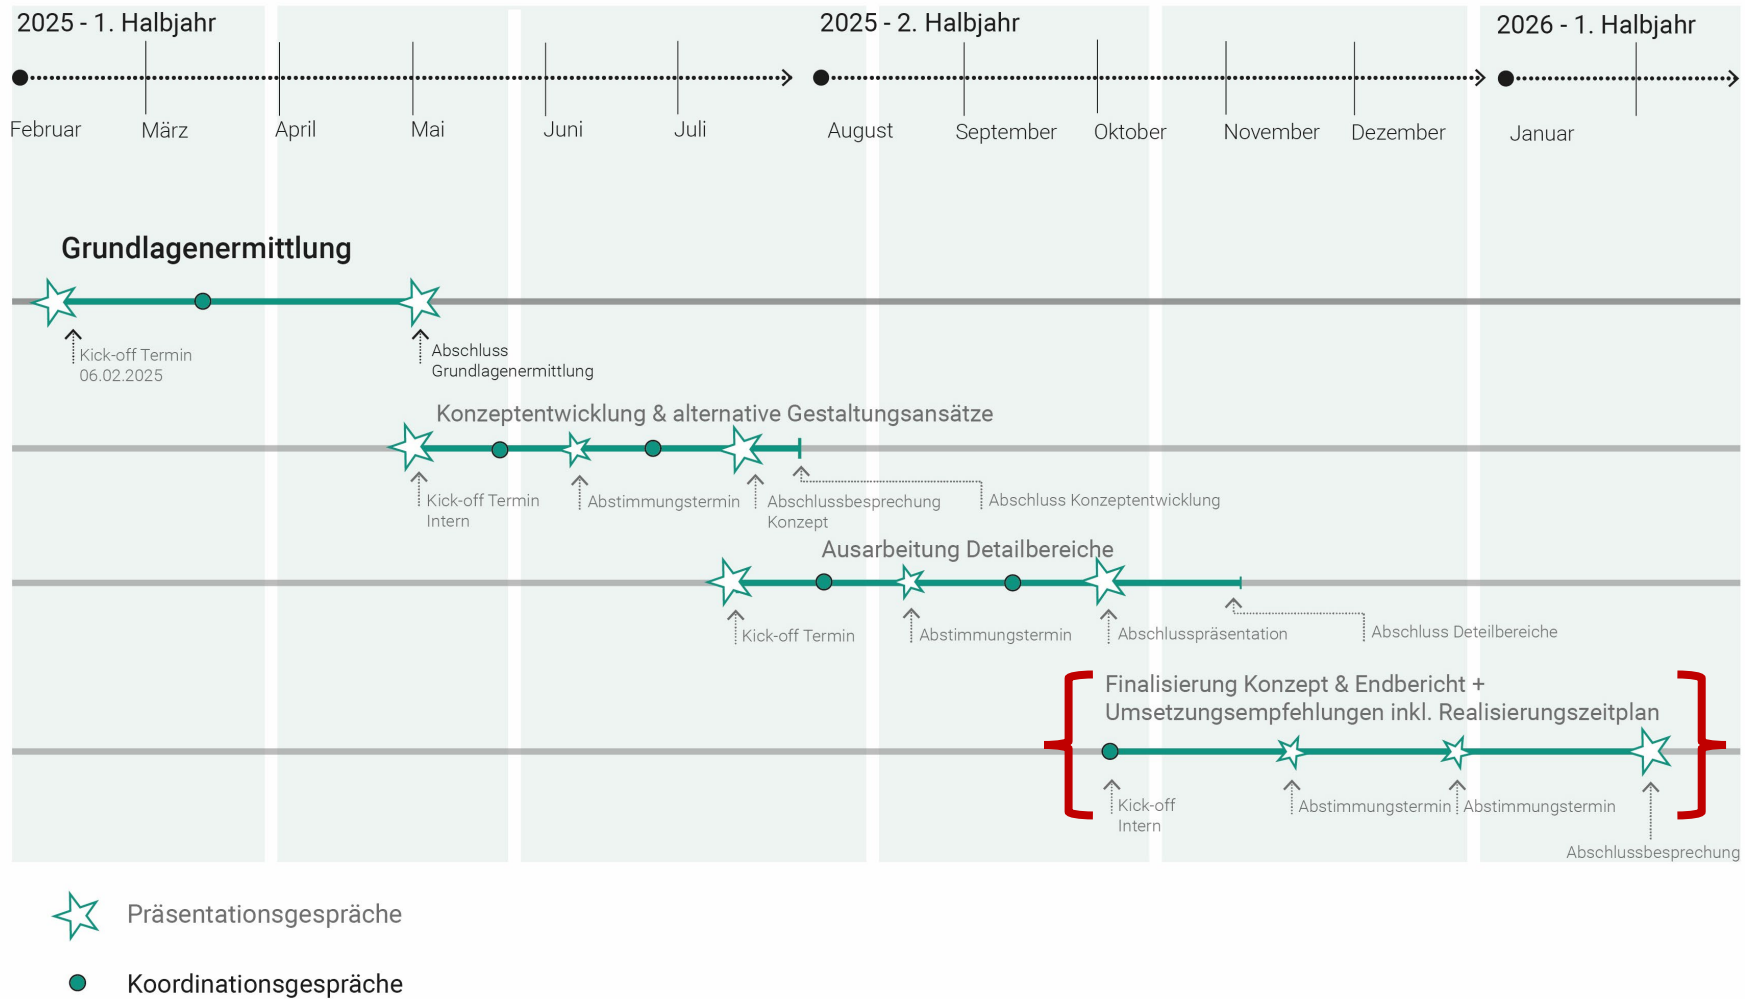 2025 - 1. Halbjahr
2025 - 2. Halbjahr
2026 - 1. Halbjahr
Februar
März
April
Mai
Juni
Juli
August
September
Oktober
November
Dezember
Januar
Grundlagenermittlung
Kick-off Termin
06.02.2025
Abschluss
Grundlagenermittlung
Konzeptentwicklung & alternative Gestaltungsansätze
Kick-off Termin
Intern
Abstimmungstermin
Abschlussbesprechung
Konzept
Abschluss Konzeptentwicklung
Ausarbeitung Detailbereiche
Kick-off Termin
Abstimmungstermin
Abschlusspräsentation
Abschluss Deteilbereiche
Finalisierung Konzept & Endbericht +
Umsetzungsempfehlungen inkl. Realisierungszeitplan
Kick-off
Intern
Abstimmungstermin
Abstimmungstermin
Abschlussbesprechung
Präsentationsgespräche
Koordinationsgespräche